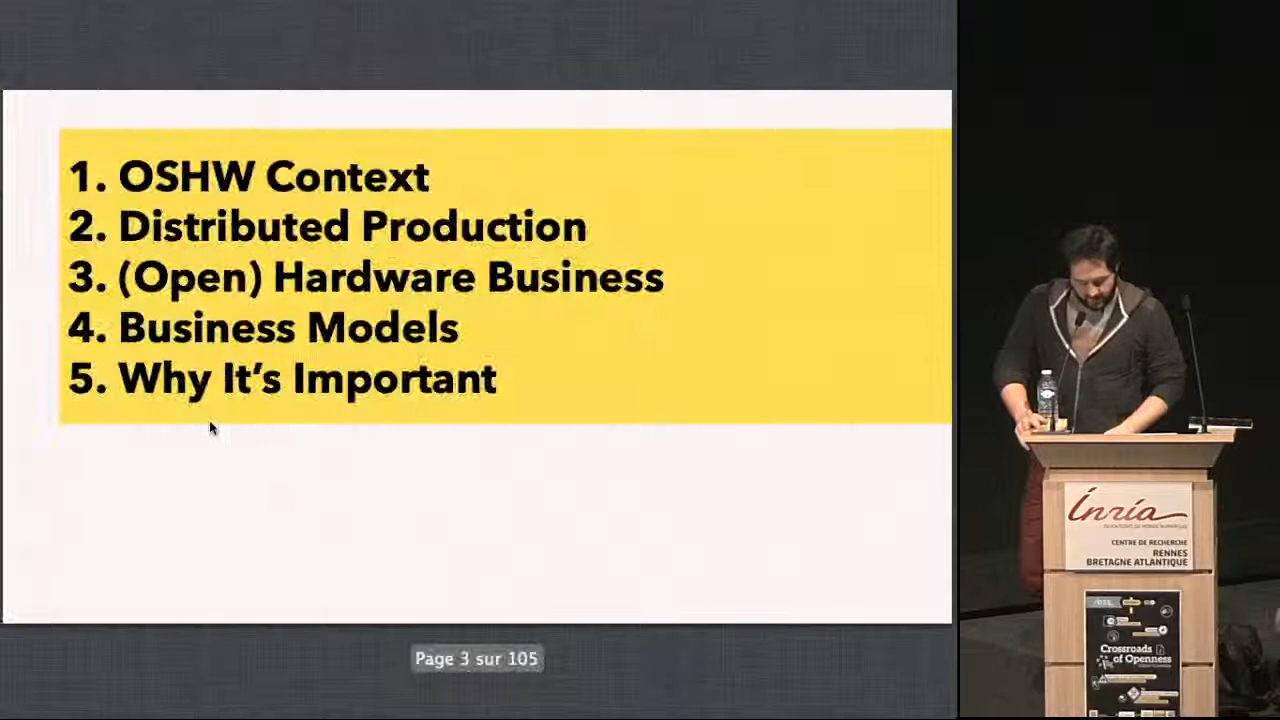 1. OSHW Context
2. Distributed Production
3. (Open) Hardware Business
4. Business Models
5. Why It’s Important
Page 3 sur 105
Inria
CENTRE DE RECHERCHE
RENNES
BRETAGNE ATLANTIQUE
Crossroads
of Openness